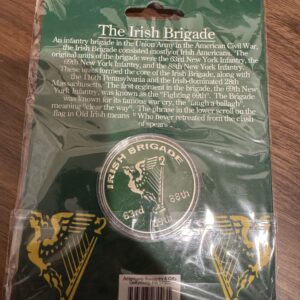 The Irish Brigade
An infantry brigade in the Union Army in the American Civil War,
the Irish Brigade consisted mostly of Irish Americans. The
original units of the brigade were the 63rd New York Infantry, the
69th New York Infantry, and the 88th New York Infantry.
These units formed the core of the Irish Brigade, along with
the 116th Pennsylvania and the Irish-dominated 28th
Massachusetts. The first regiment in the brigade, the 69th New
York Infantry, was known as the "Fighting 69th". The Brigade
was known for its famous war cry, the "faugh a ballagh"
meaning "clear the way". The phrase in the lower scroll on the
flag in Old Irish means "Who never retreated from the clash
of spears".
IRISH BRIGADE
63rd 69th 88th